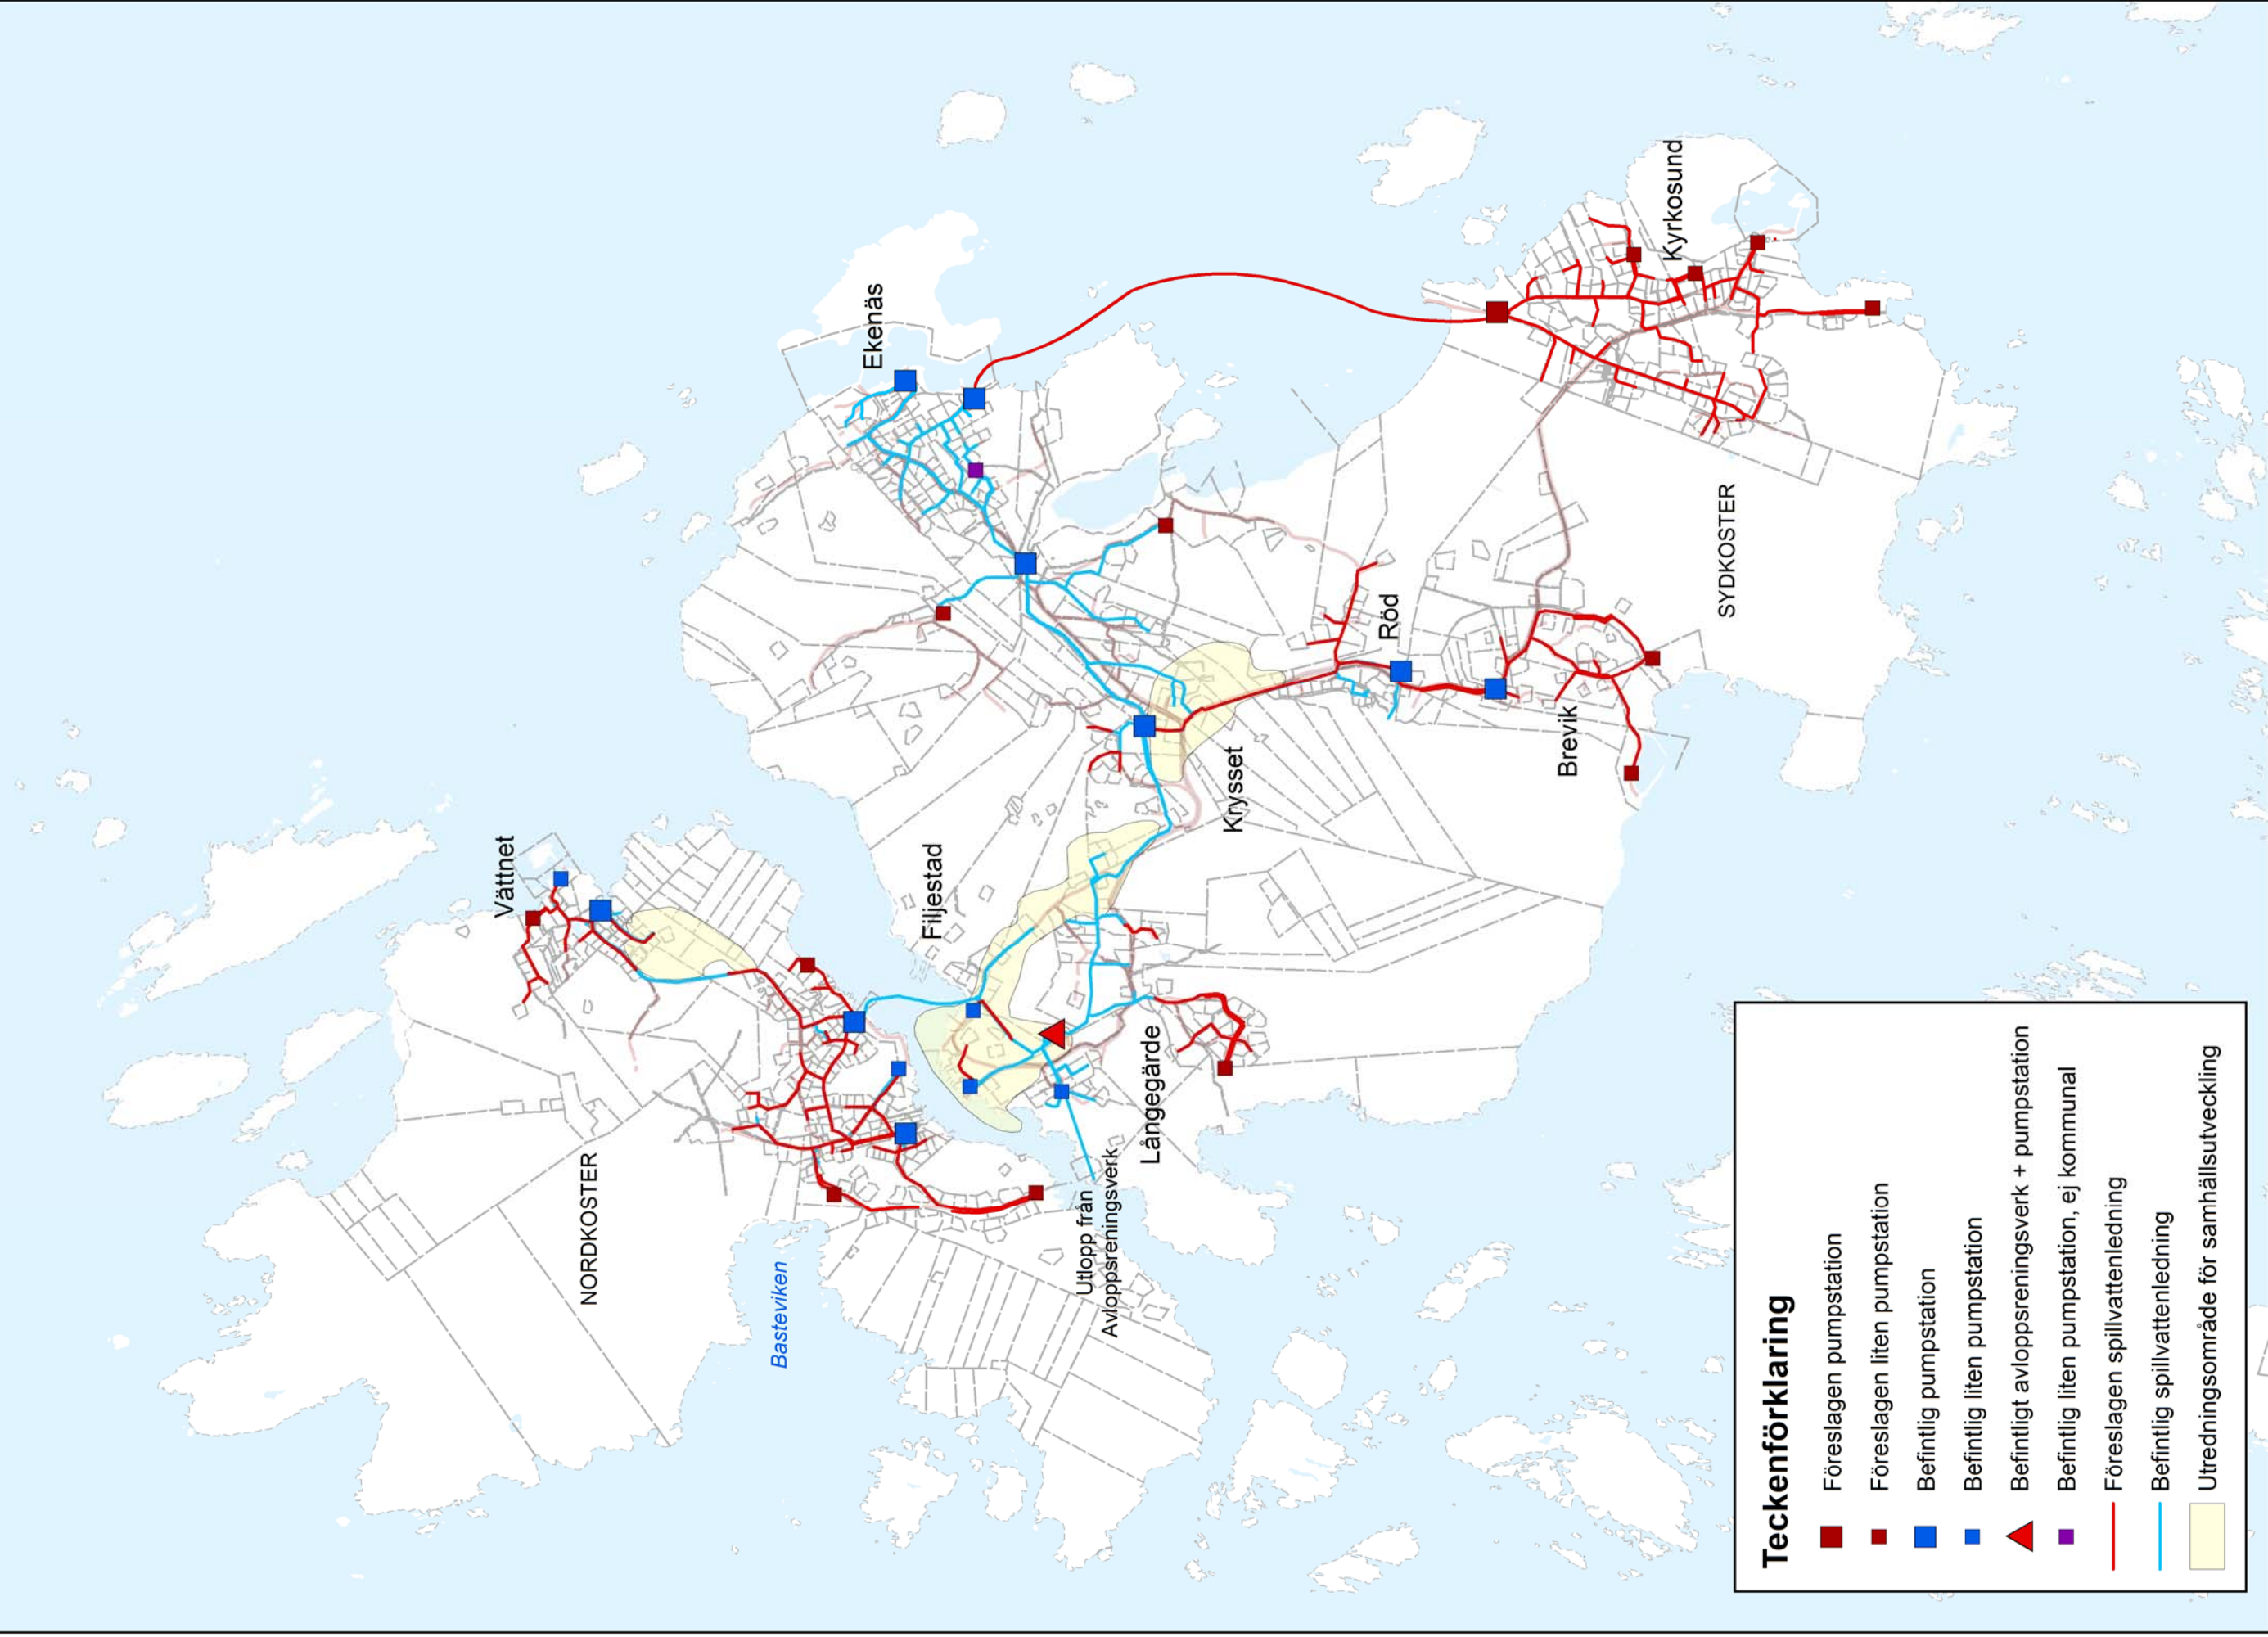 Vättnet
Ekenäs
Kyrkosund
Filjestad
NORDKOSTER
Basteviken
Krysset
Röd
Brevik
SYDKOSTER
Långegärde
Utlopp från
Avloppsreningsverk
Teckenförklaring
Föreslagen pumpstation
Föreslagen liten pumpstation
Befintlig pumpstation
Befintlig liten pumpstation
Befintligt avloppsreningsverk + pumpstation
Befintlig liten pumpstation, ej kommunal
Föreslagen spillvattenledning
Befintlig spillvattenledning
Utredningsområde för samhällsutveckling